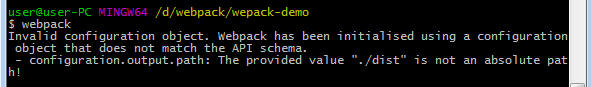 user@user-PC MINGW64 /d/webpack/wepack-demo
$ webpack
Invalid configuration object. Webpack has been initialised using a configuration
 object that does not match the API schema.
 - configuration.output.path: The provided value "./dist" is not an absolute pat
h!